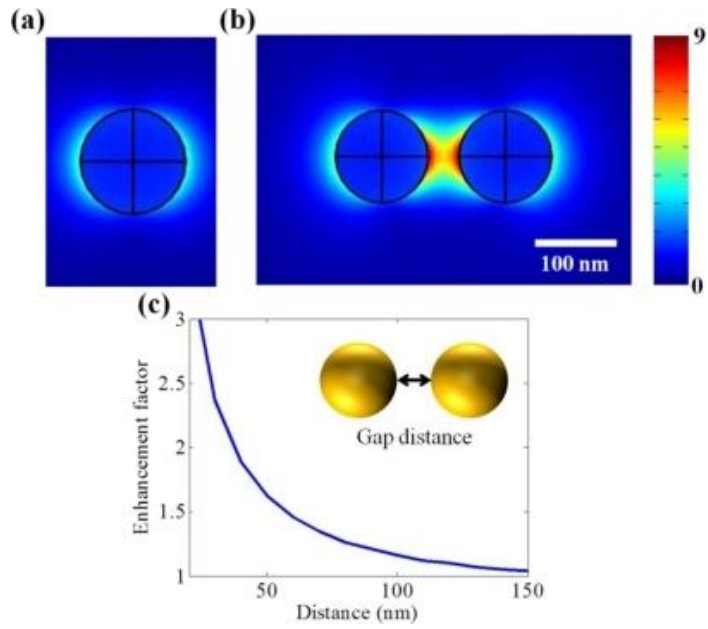 (a)
(b)
9
100 nm
0
(c)
3
2.5
2
1.5
1
Enhancement factor
Gap distance
50
100
150
Distance (nm)